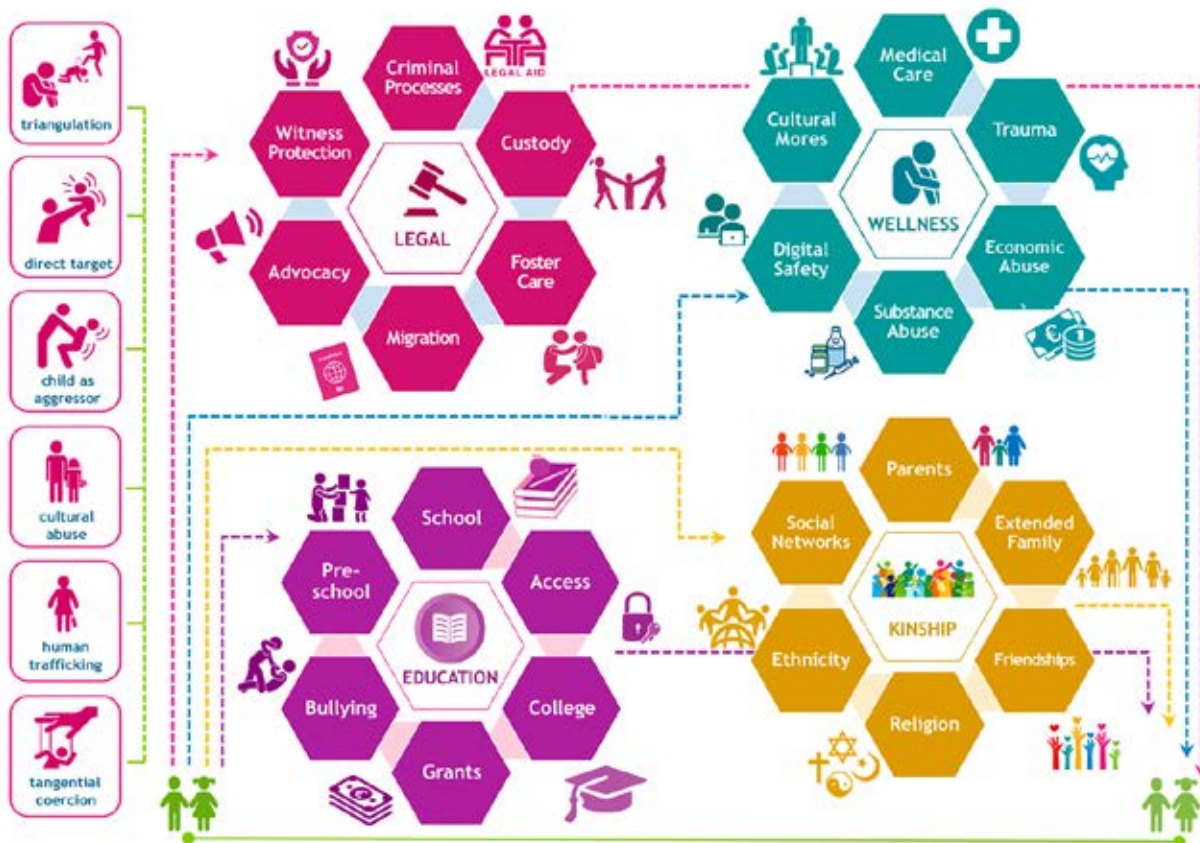 triangulation
direct target
child as
aggressor
cultural
abuse
human
trafficking
tangential
coercion
Criminal
Processes
LEGAL AID
Witness
Protection
Custody
LEGAL
Advocacy
Foster
Care
Migration
Medical
Care
Cultural
Mores
Trauma
WELLNESS
Digital
Safety
Economic
Abuse
Substance
Abuse
School
Pre-
school
Access
EDUCATION
Bullying
College
Grants
Parents
Social
Networks
Extended
Family
KINSHIP
Ethnicity
Friendships
Religion